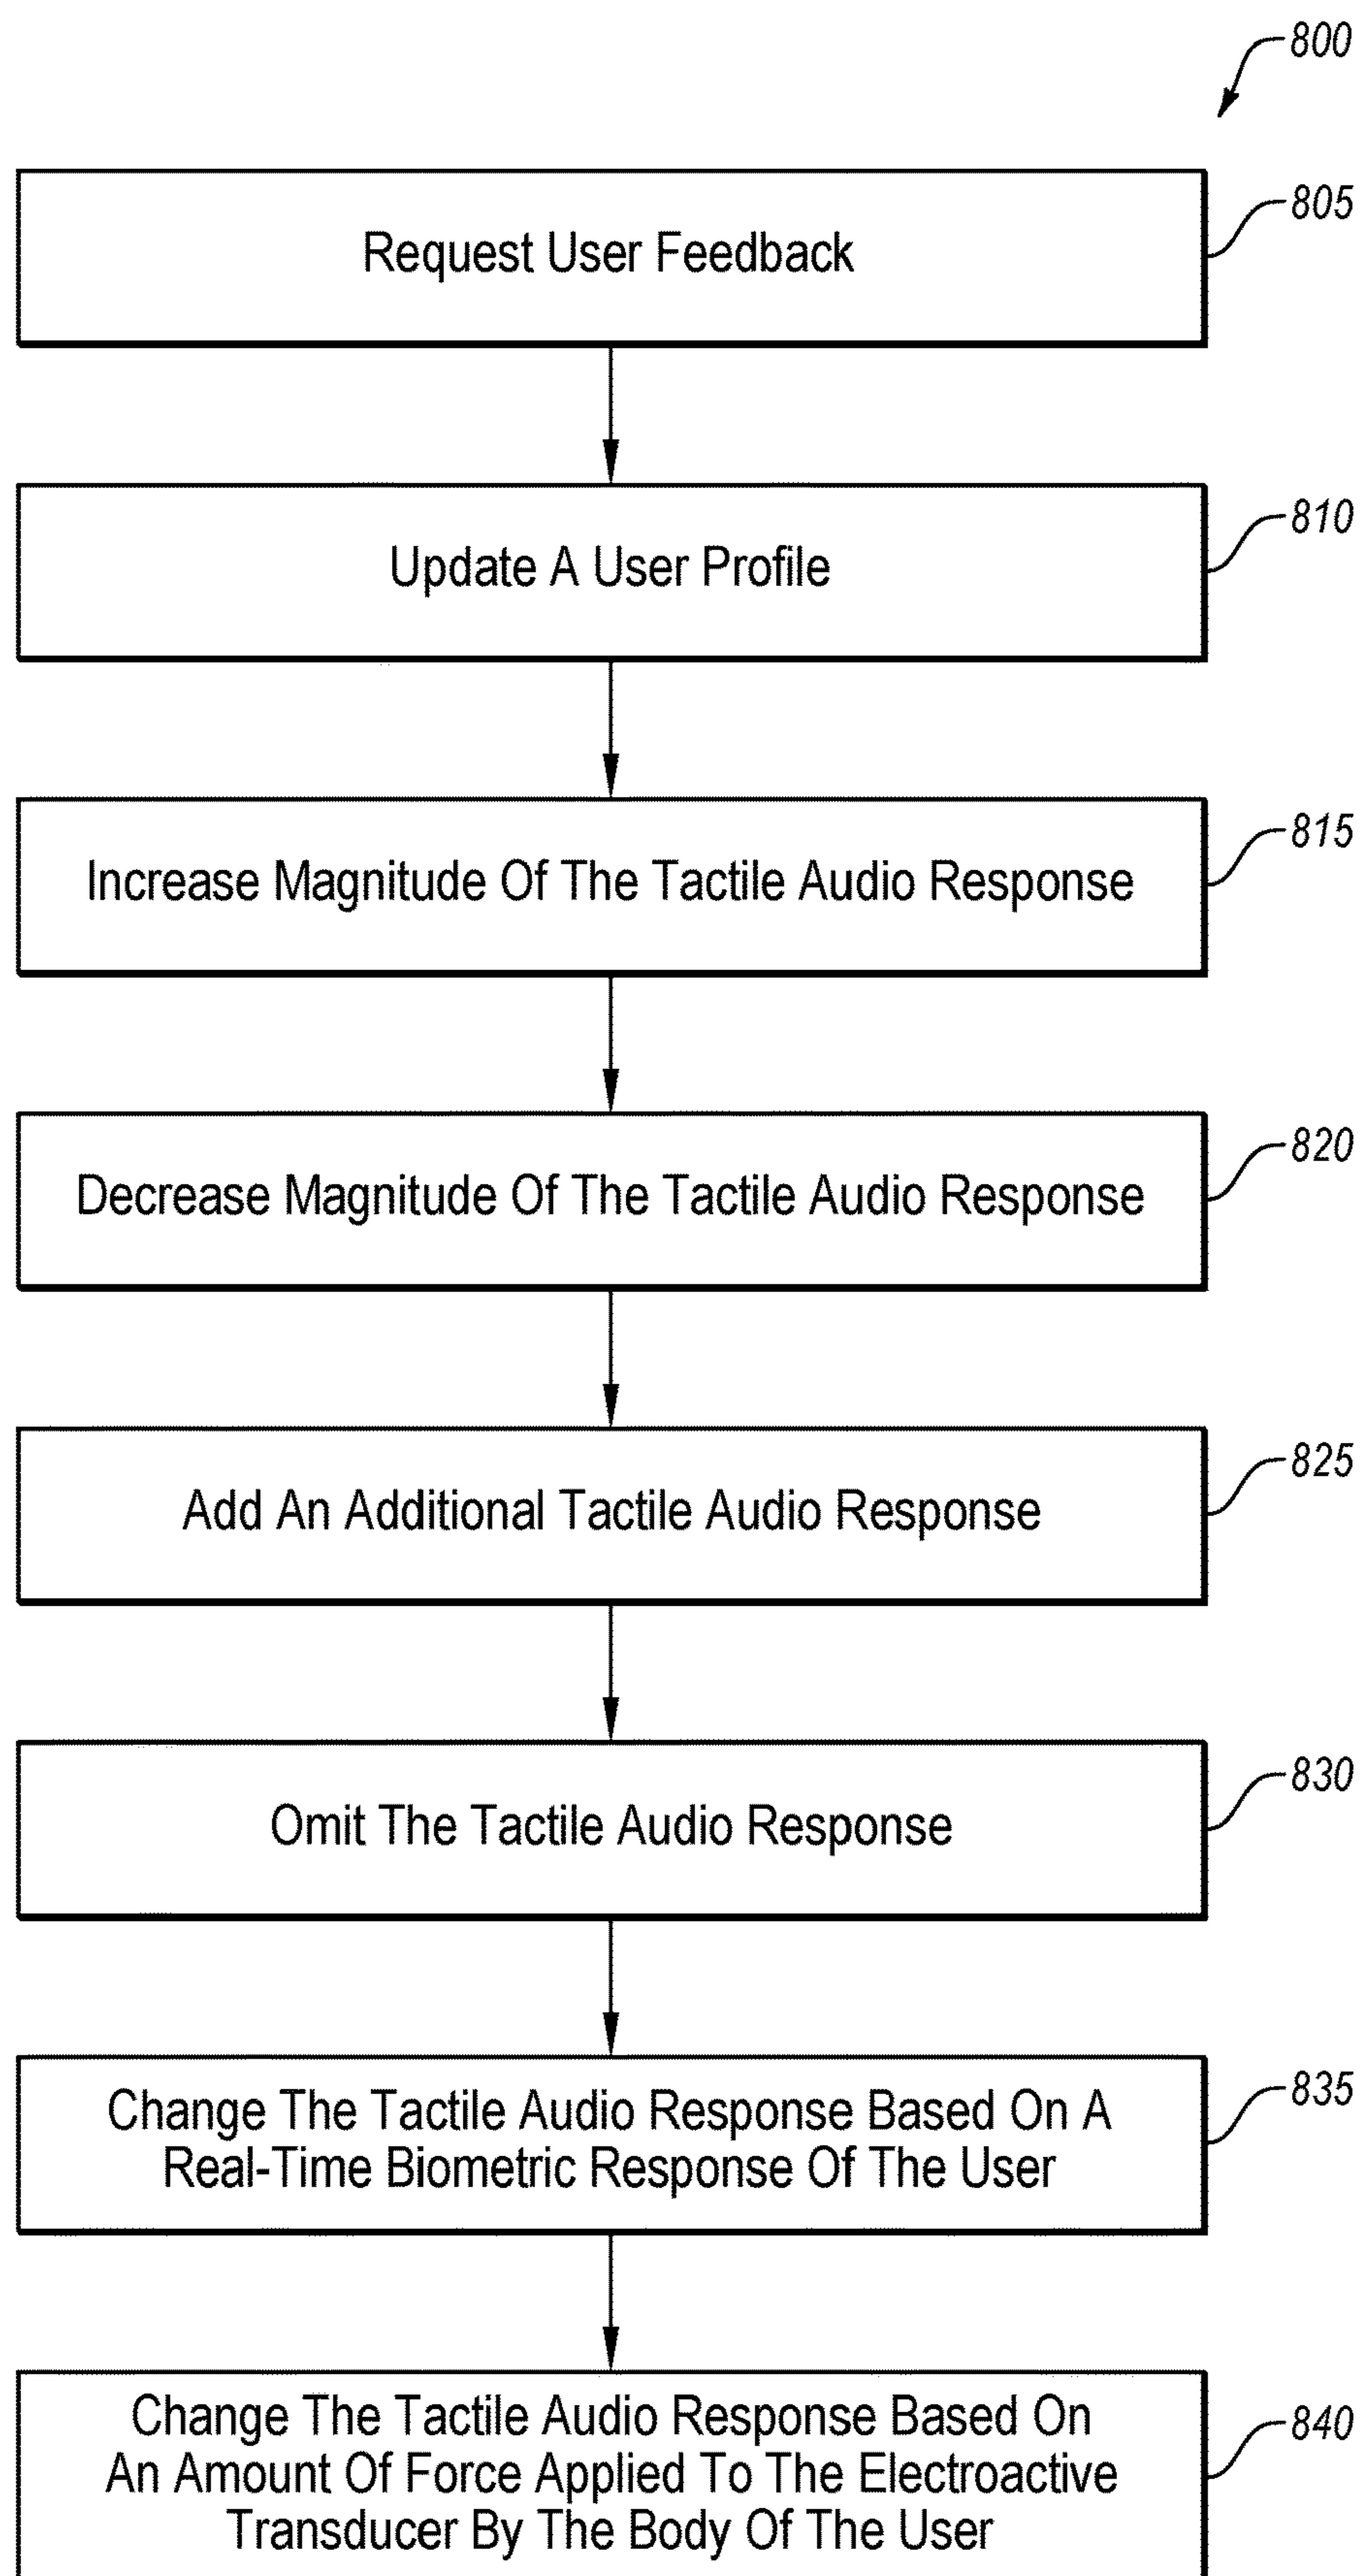 800
Request User Feedback
805
Update A User Profile
810
Increase Magnitude Of The Tactile Audio Response
815
Decrease Magnitude Of The Tactile Audio Response
820
Add An Additional Tactile Audio Response
825
Omit The Tactile Audio Response
830
Change The Tactile Audio Response Based On A
Real-Time Biometric Response Of The User
835
Change The Tactile Audio Response Based On
An Amount Of Force Applied To The Electroactive
Transducer By The Body Of The User
840